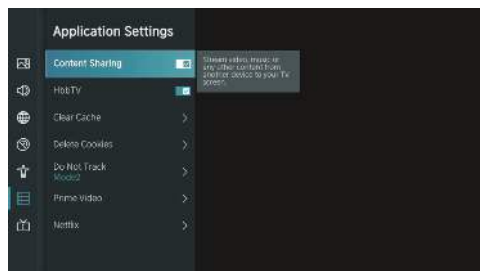 Application Settings
Content Sharing
Stream video, music or
any other content from
another device to your TV
screen.
HbbTV
Clear Cache
Delete Cookies
Do Not Track
Mode2
Prime Video
Netflix